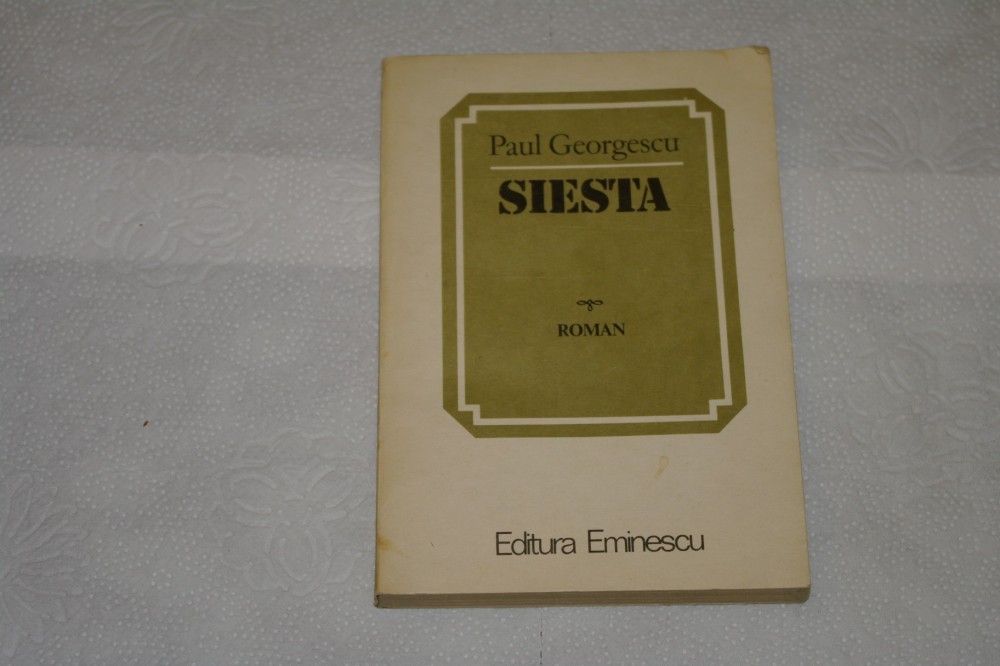 Paul Georgescu
SIESTA
ROMAN
Editura Eminescu